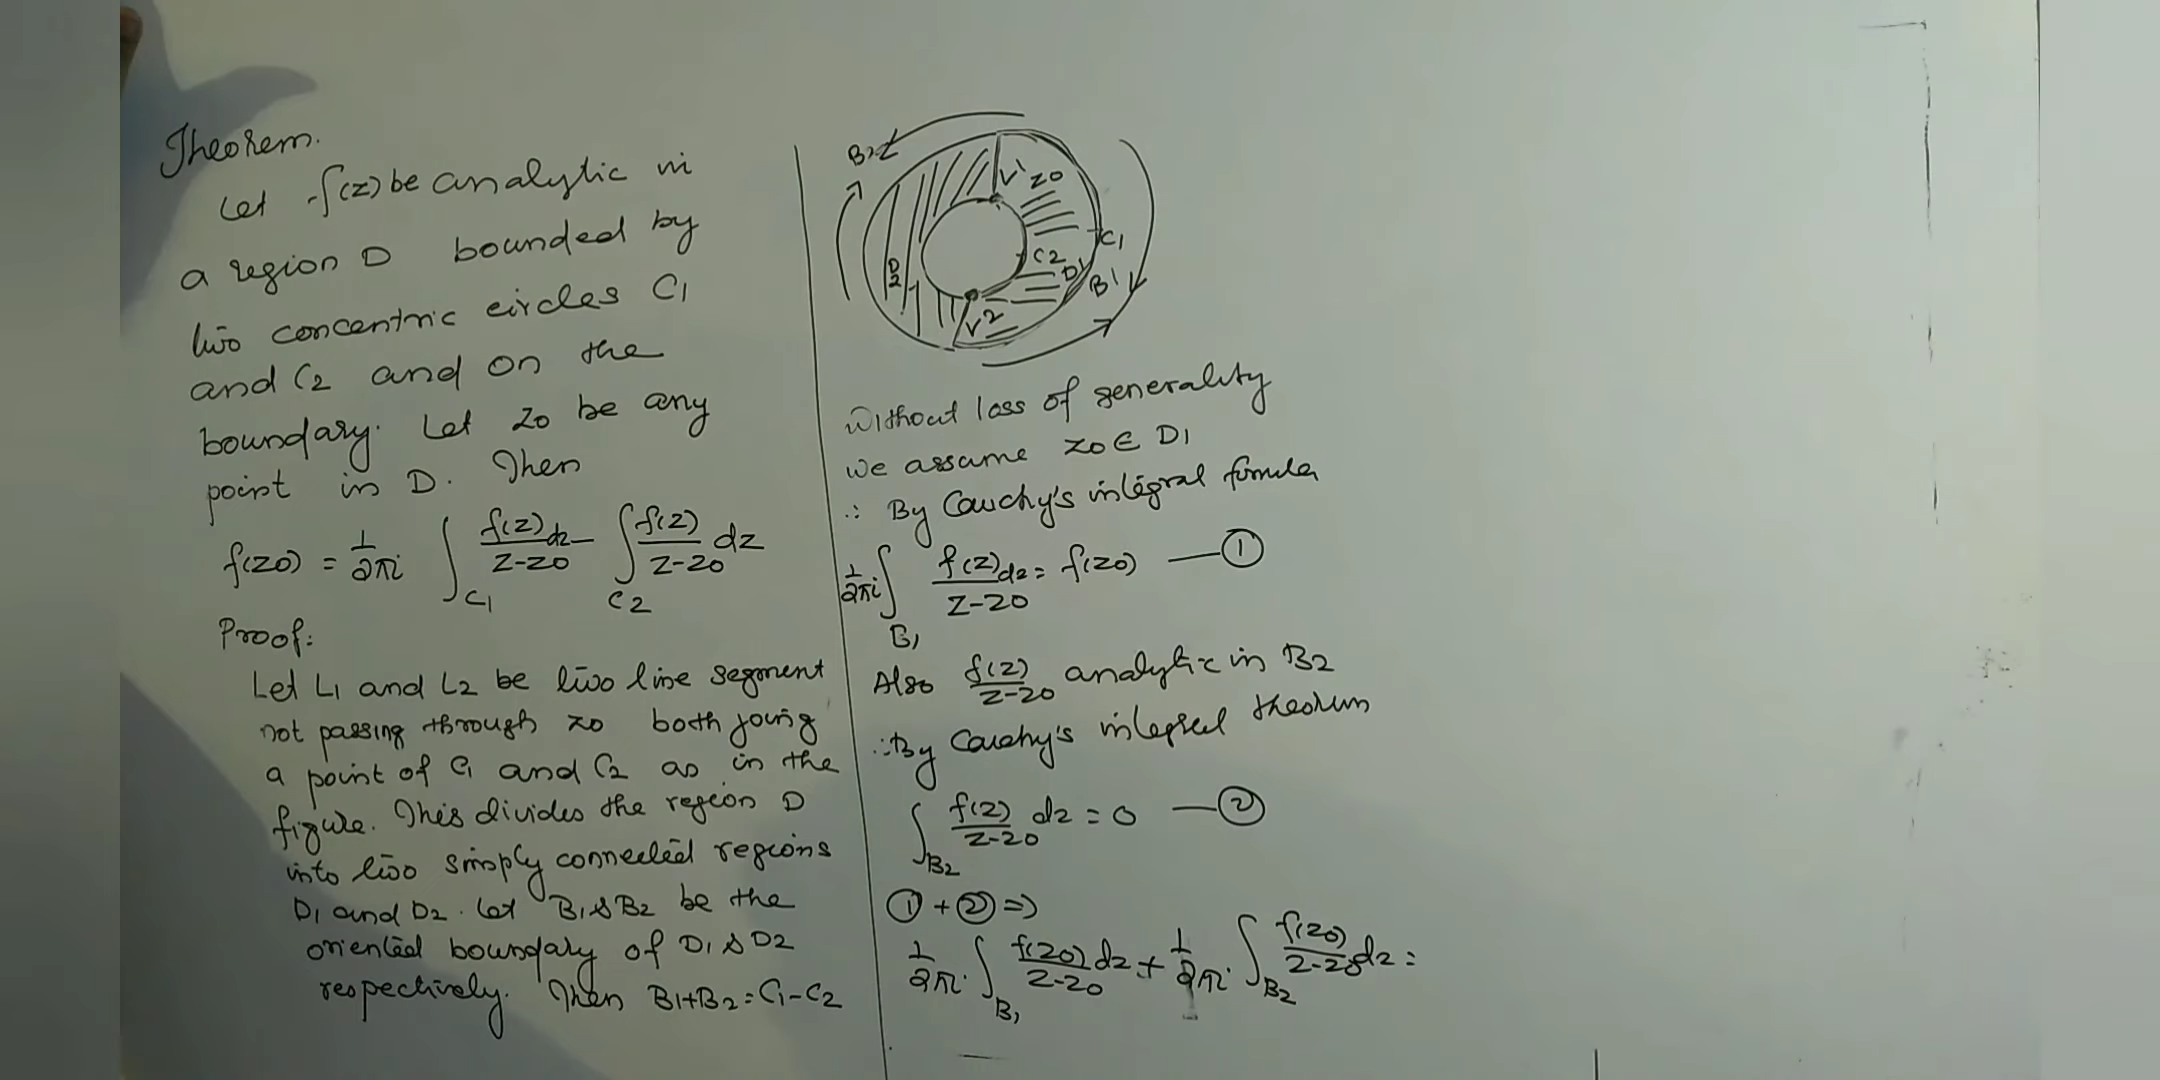 Theorem.
Let f(z) be analytic in
a region D bounded by
two concentric circles C1
and C2 and on the
boundary. Let z0 be any
point in D. Then
f(z0) = 1/2πi ∫C1 f(z)dz/z-z0 - ∫C2 f(z)/z-z0 dz
Proof:
Let L1 and L2 be two line segment
not passing through z0 both joing
a point of C1 and C2 as in the
figure. This divides the region D
into two simply connected regions
D1 and D2. Let B1 & B2 be the
oriented boundary of D1 & D2
respectively. Then B1+B2=C1-C2
B2
z0
C1
C2
D1
B1
D2
Without loss of generality
we assume z0 ∈ D1
∴ By Cauchy's integral formula
1/2πi ∫B1 f(z)dz/z-z0 = f(z0) — ①
Also f(z)/z-z0 analytic in B2
∴ By Cauchy's integral theorem
∫B2 f(z)/z-z0 dz = 0 — ②
① + ② ⇒
1/2πi ∫B1 f(z0)dz/z-z0 + 1/2πi ∫B2 f(z0)/z-z0 dz =